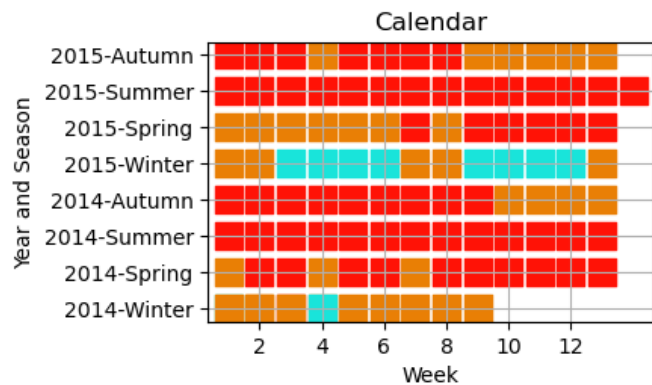 Calendar
2015-Autumn
2015-Summer
2015-Spring
2015-Winter
2014-Autumn
2014-Summer
2014-Spring
2014-Winter
Year and Season
2 4 6 8 10 12
Week